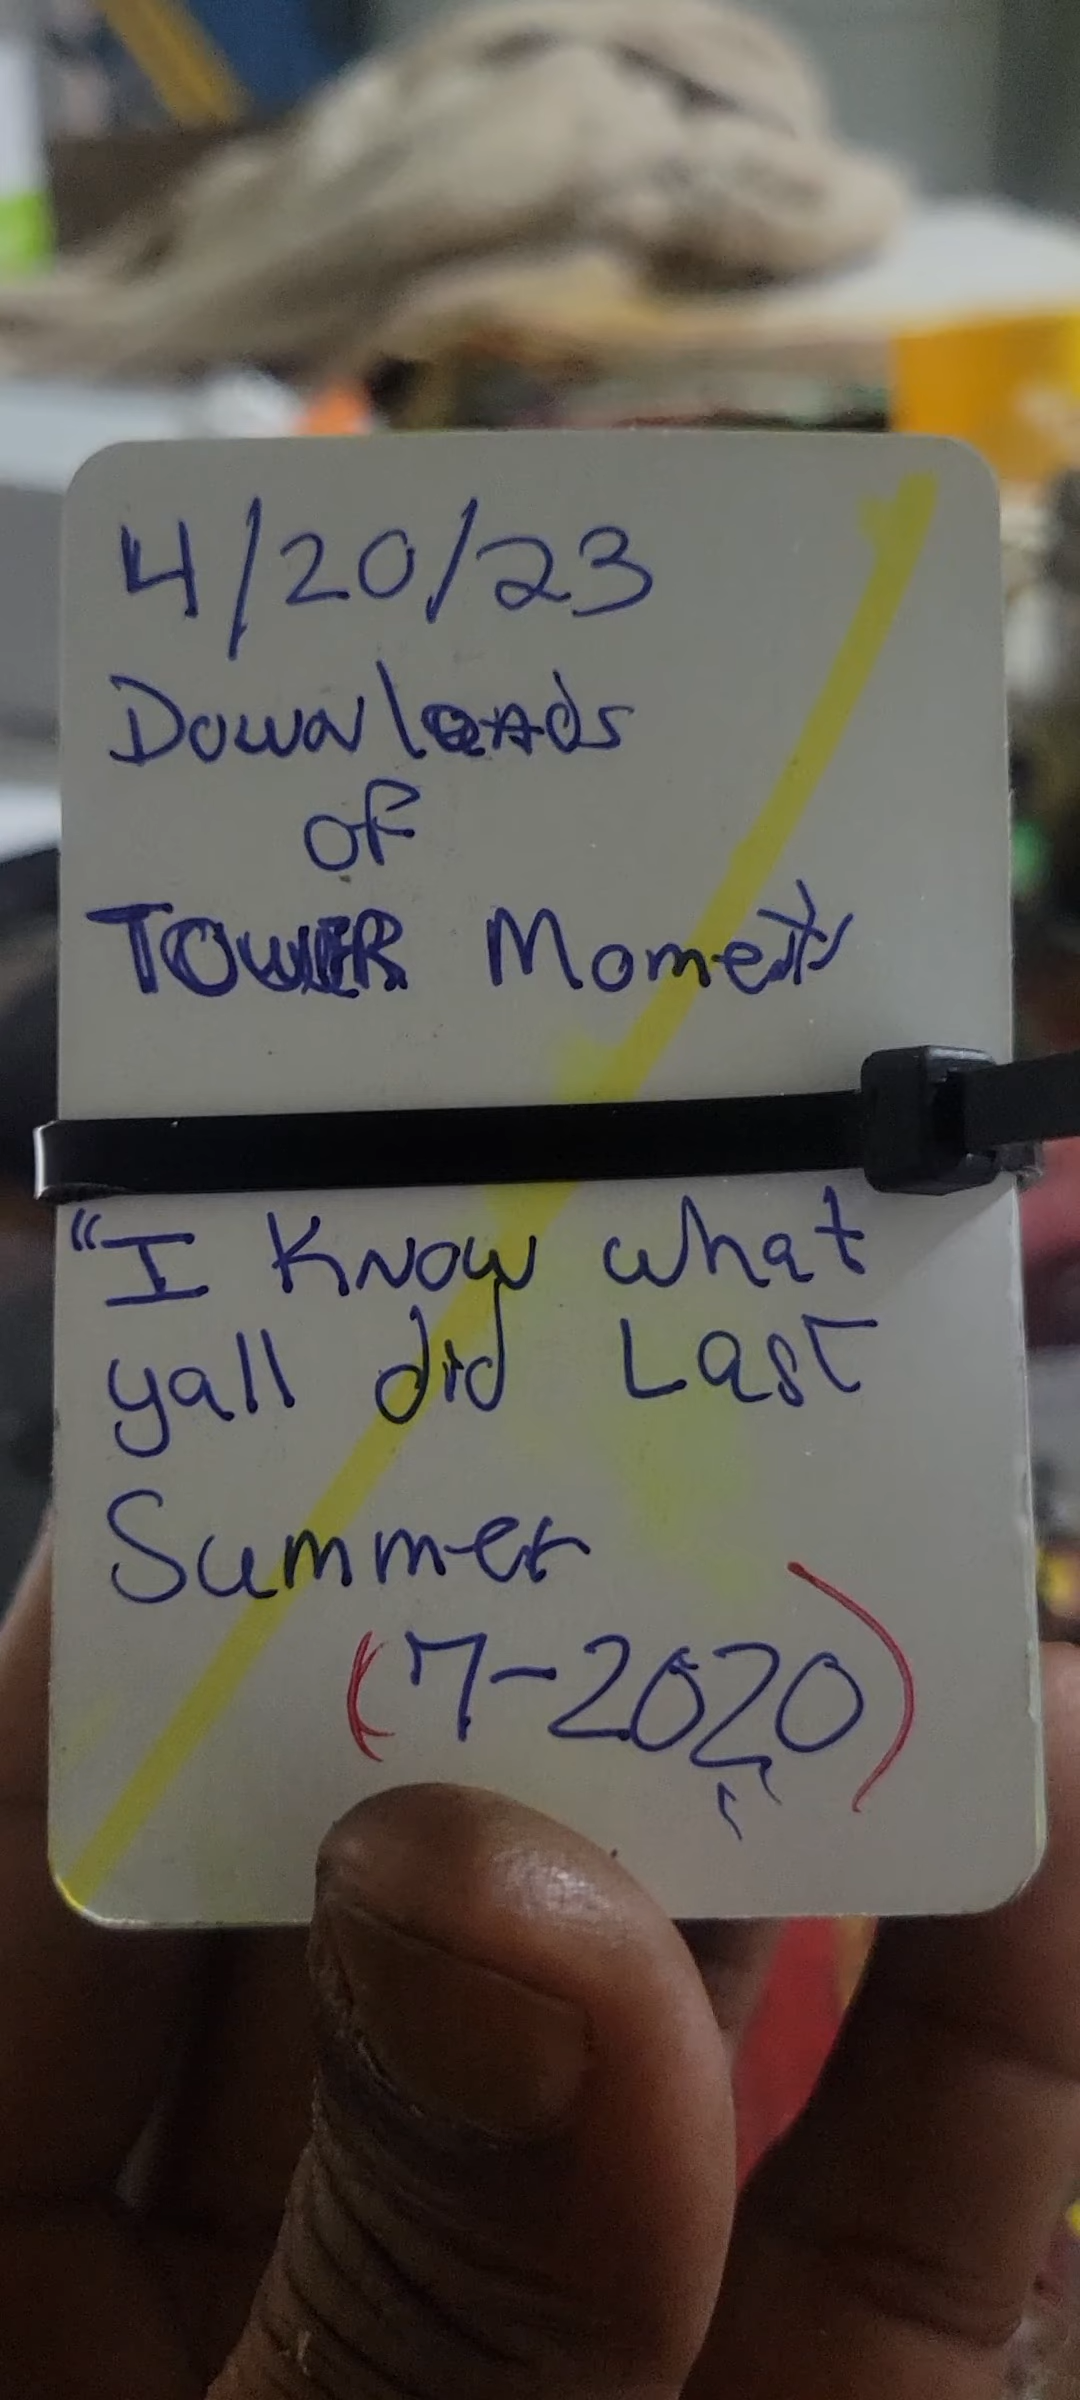 4/20/23
Downloads
of
TOWER Moments
"I Know what
yall did Last
Summer
(7-2020)